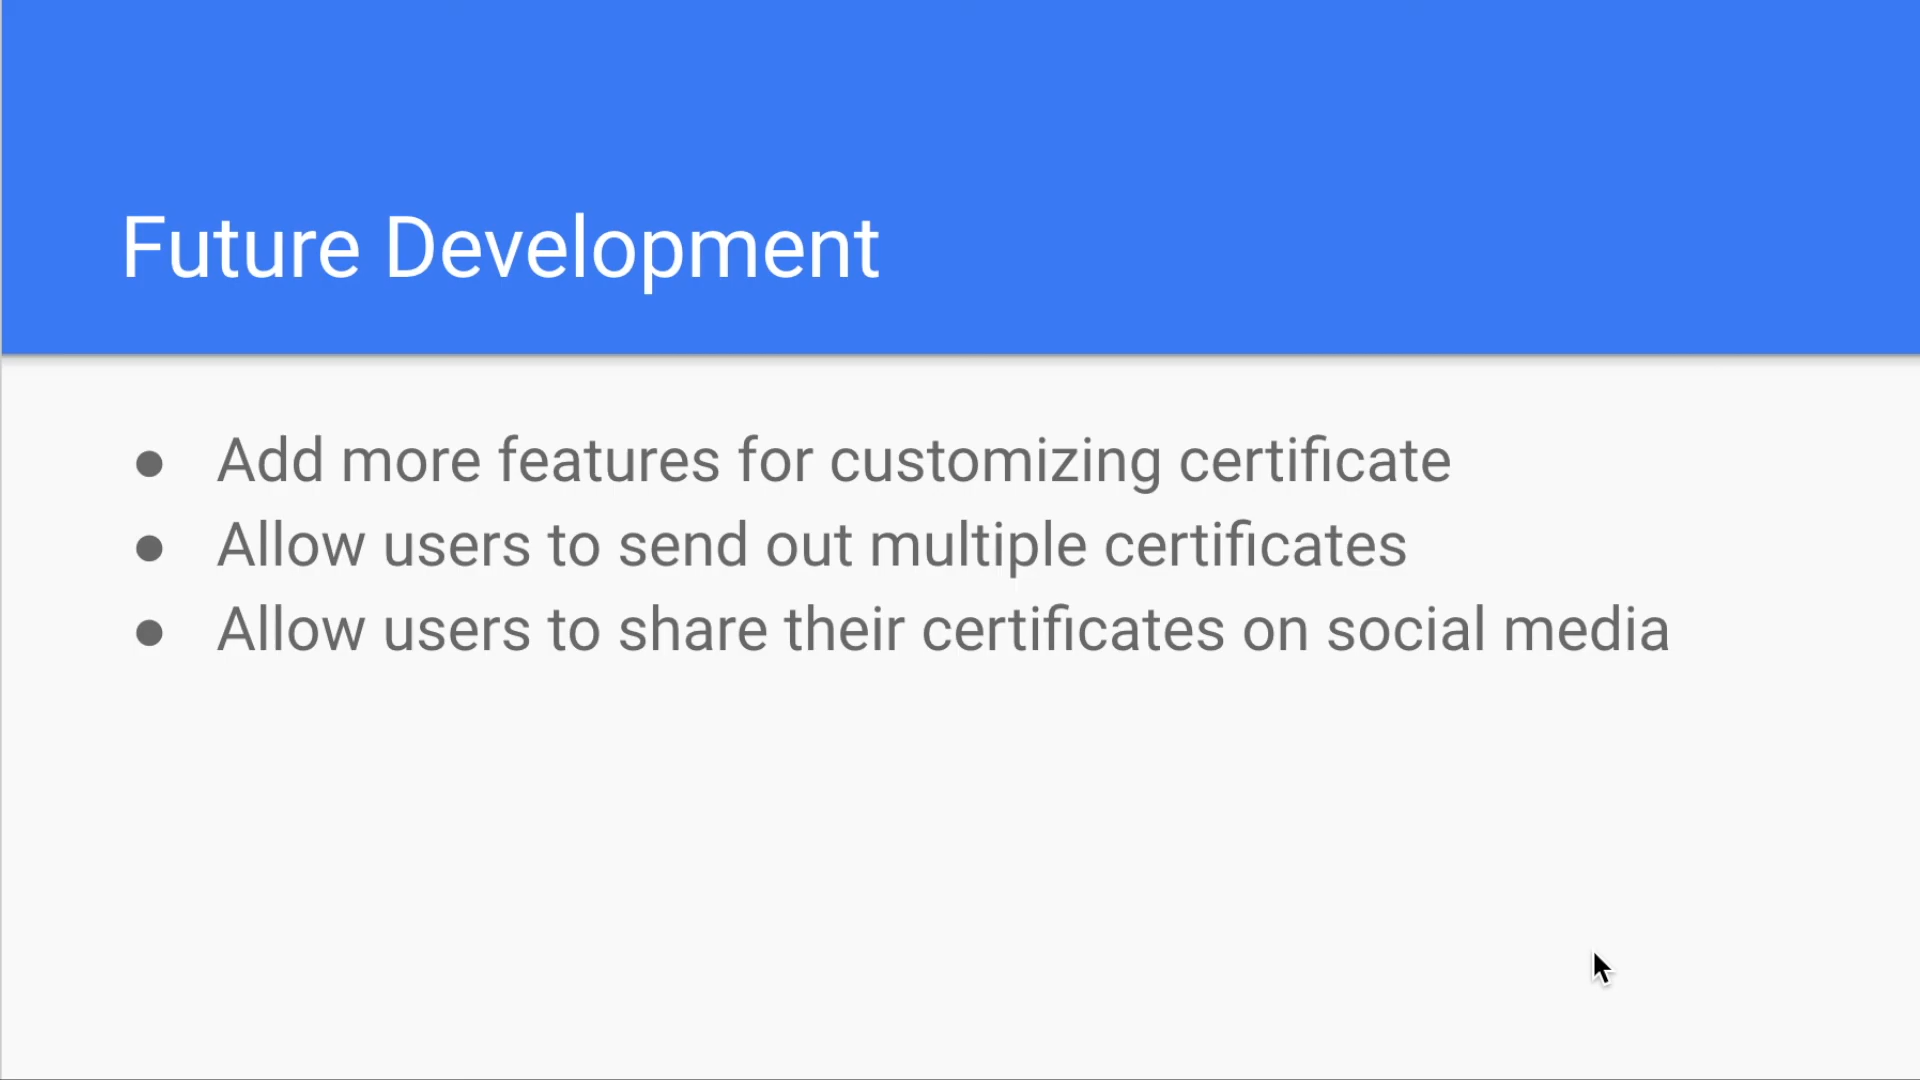 Future Development
● Add more features for customizing certificate
● Allow users to send out multiple certificates
● Allow users to share their certificates on social media